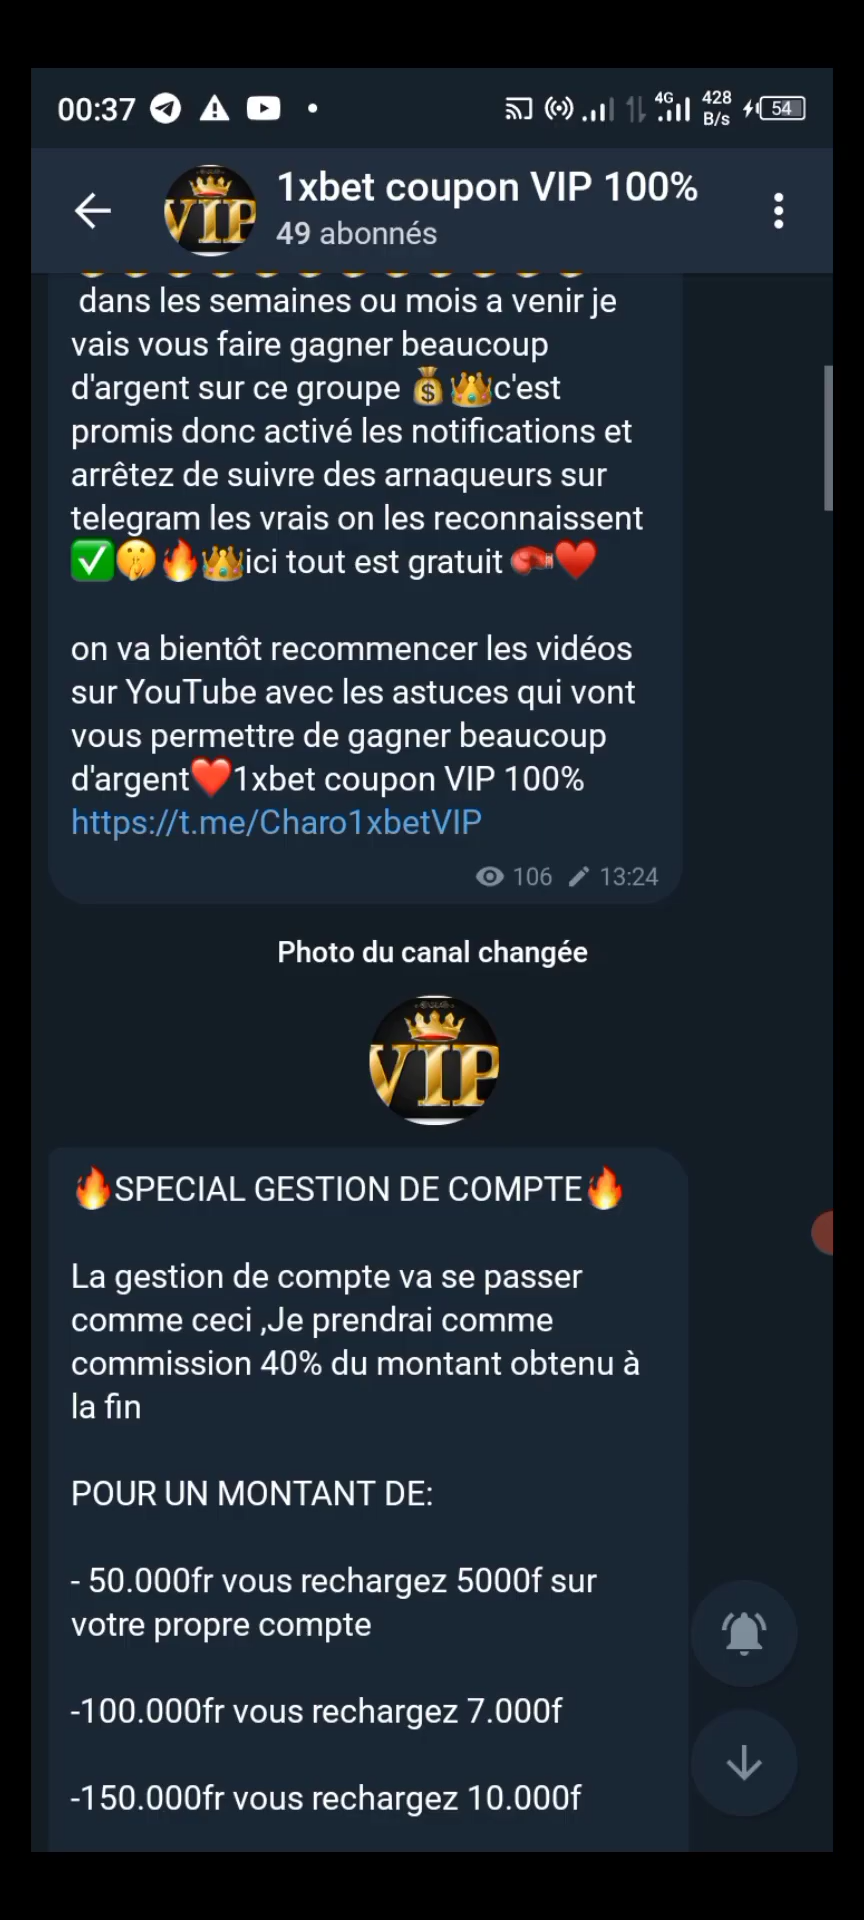 00:37
4G 428 B/s 54
1xbet coupon VIP 100%
49 abonnés
VIP
dans les semaines ou mois a venir je
vais vous faire gagner beaucoup
d'argent sur ce groupe 💰👑c'est
promis donc activé les notifications et
arrêtez de suivre des arnaqueurs sur
telegram les vrais on les reconnaissent
✅🤫🔥👑ici tout est gratuit 🥊❤️
on va bientôt recommencer les vidéos
sur YouTube avec les astuces qui vont
vous permettre de gagner beaucoup
d'argent❤️1xbet coupon VIP 100%
https://t.me/Charo1xbetVIP
106 13:24
Photo du canal changée
VIP
🔥SPECIAL GESTION DE COMPTE🔥
La gestion de compte va se passer
comme ceci ,Je prendrai comme
commission 40% du montant obtenu à
la fin
POUR UN MONTANT DE:
- 50.000fr vous rechargez 5000f sur
votre propre compte
-100.000fr vous rechargez 7.000f
-150.000fr vous rechargez 10.000f